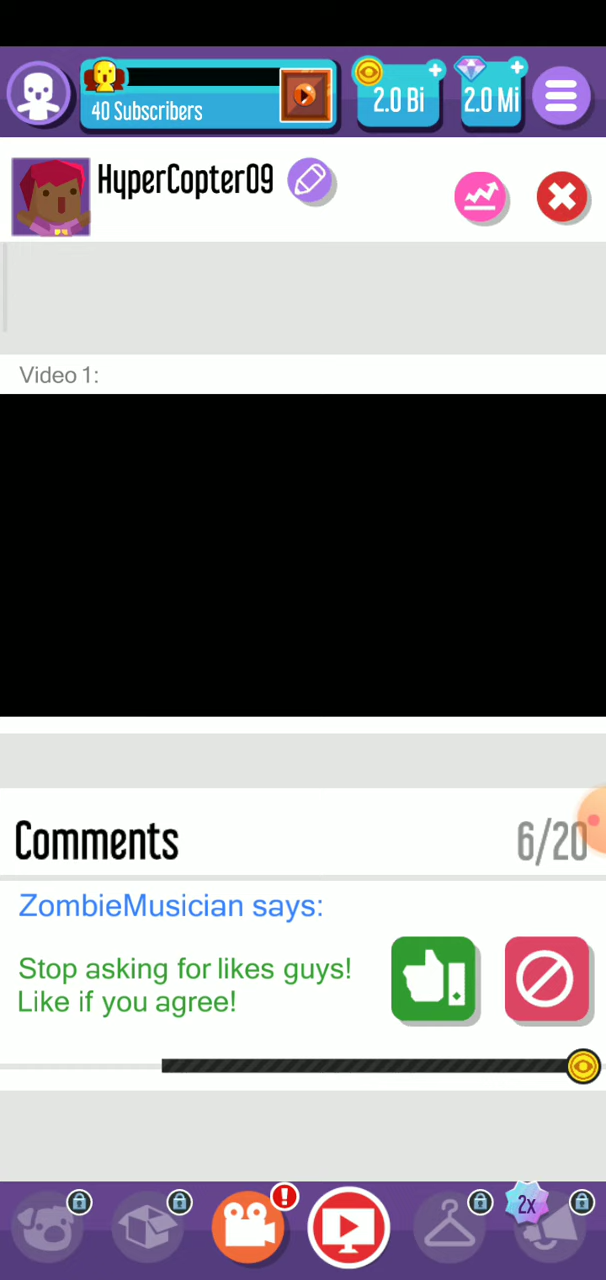 40 Subscribers
2.0 Bi
2.0 Mi
HyperCopter09
Video 1:
Comments
6/20
ZombieMusician says:
Stop asking for likes guys!
Like if you agree!
2x